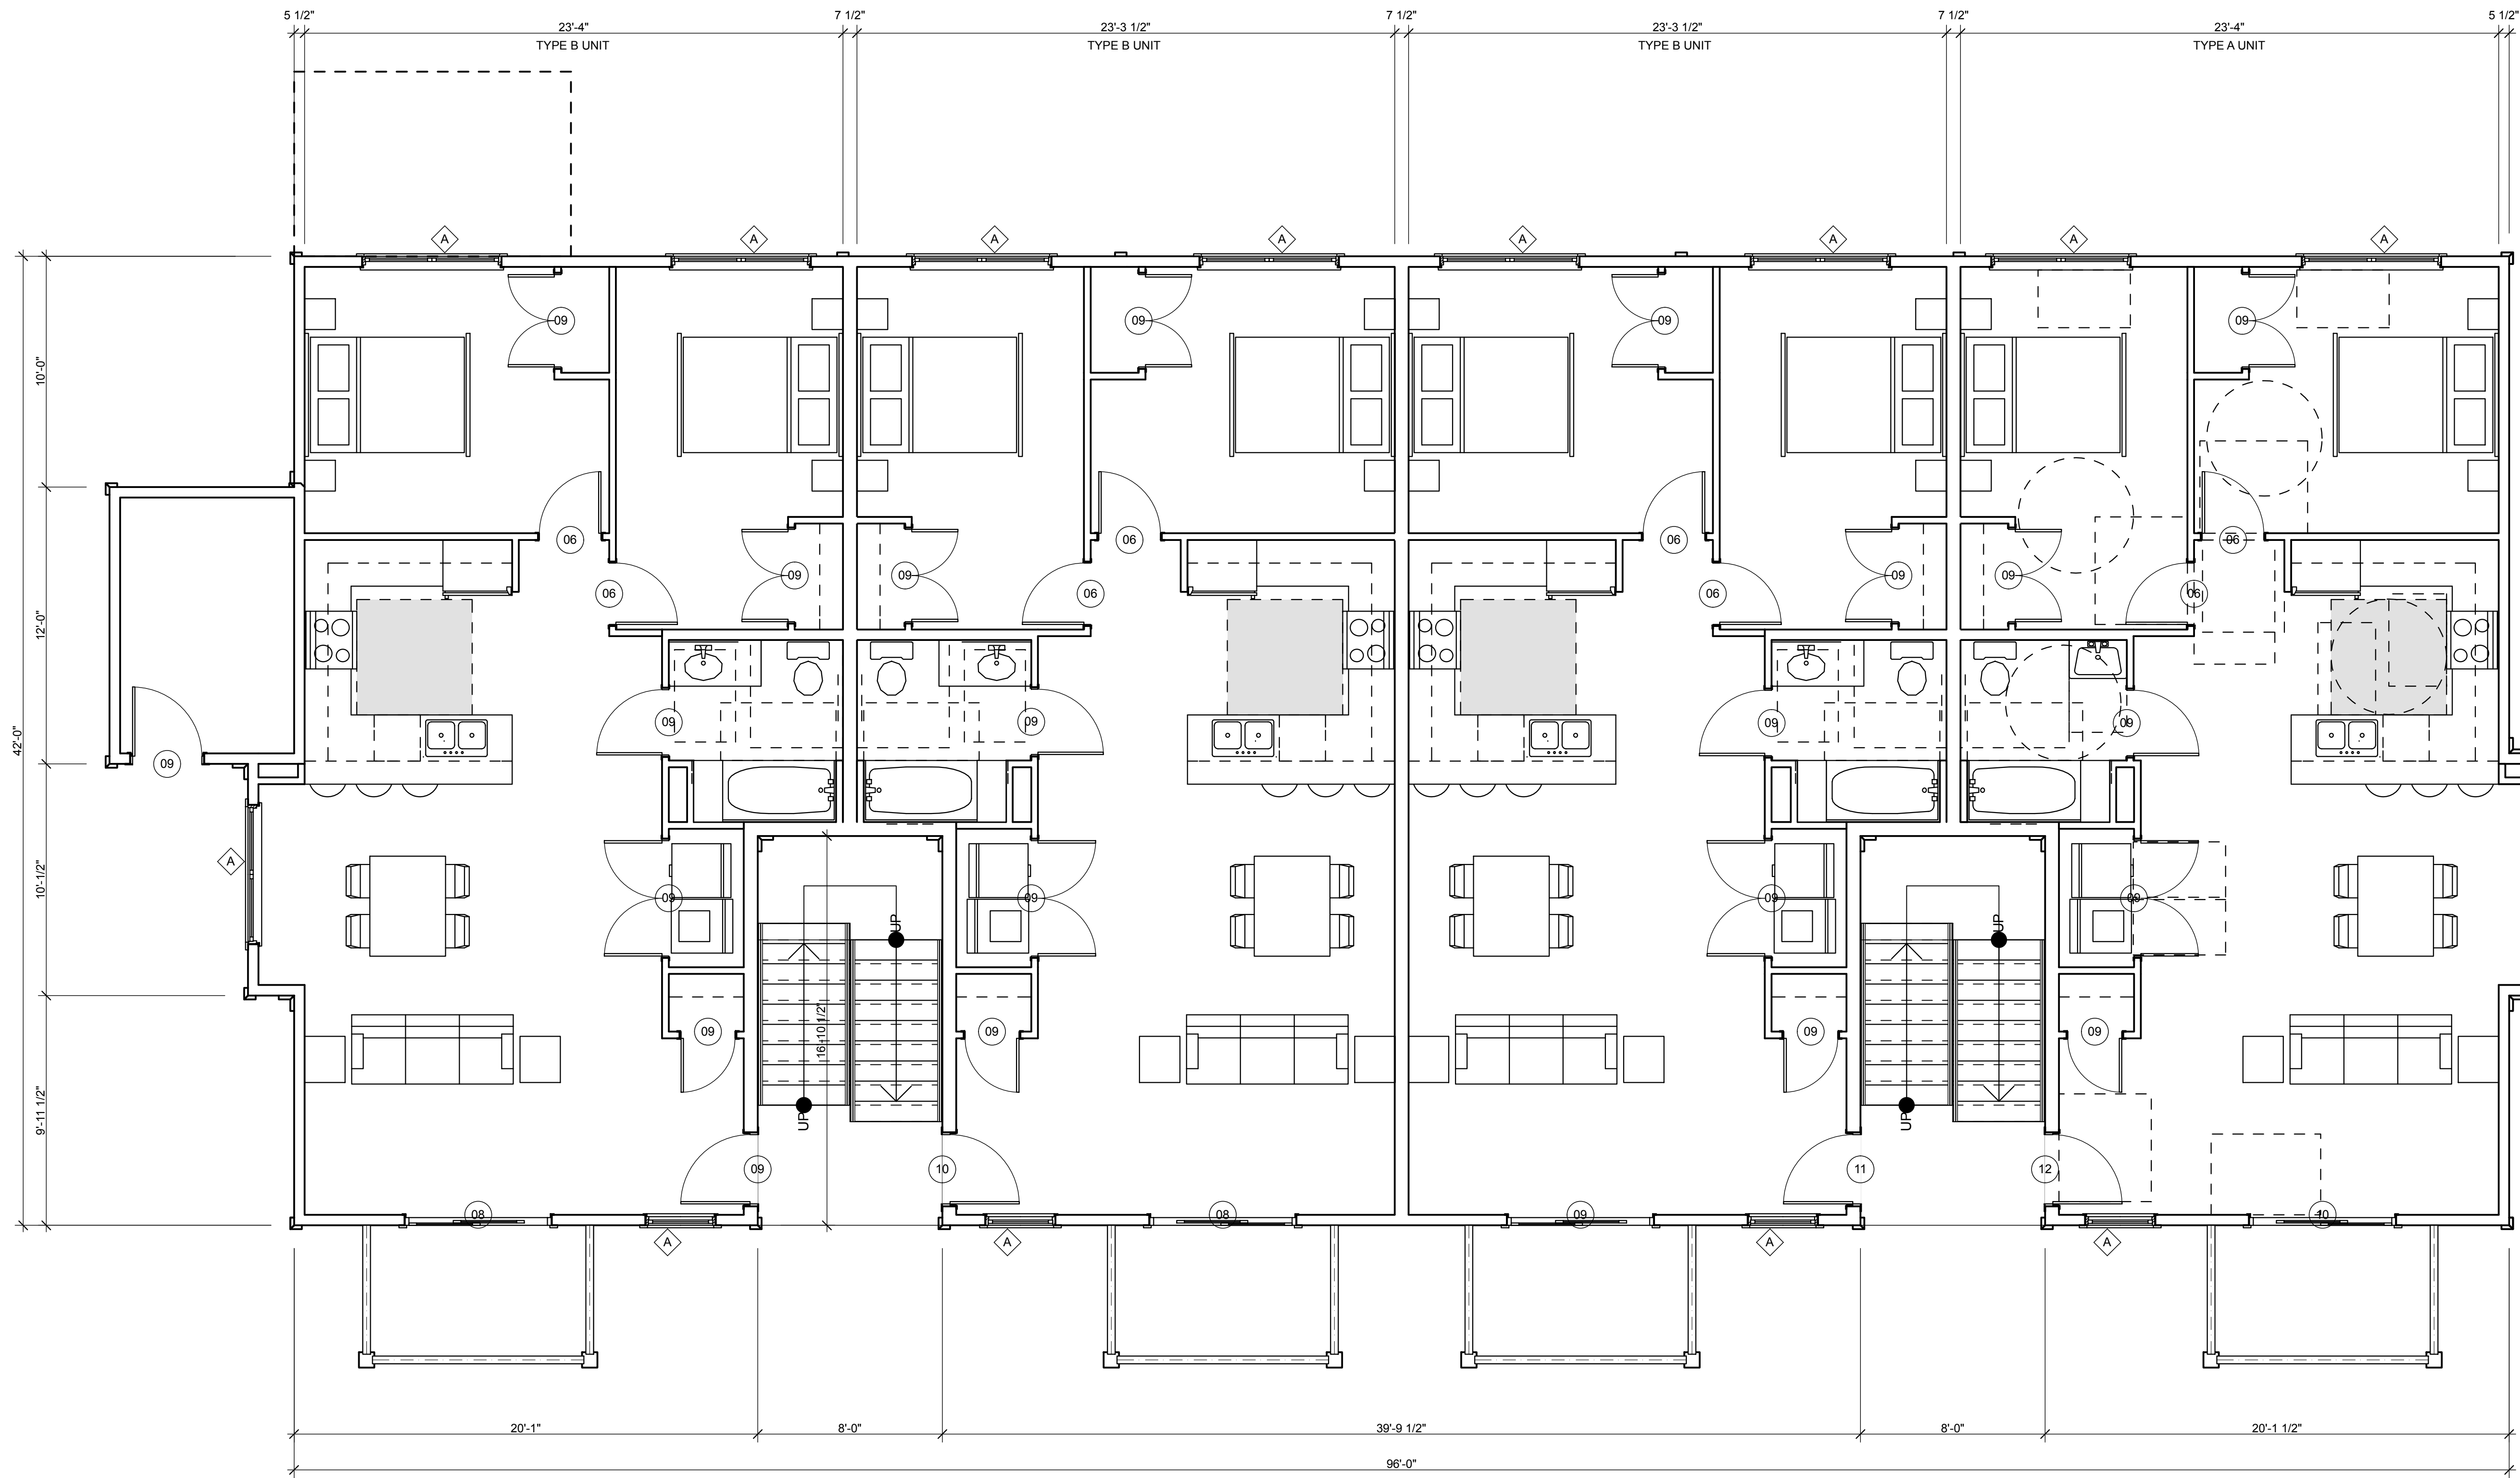 5 1/2" 7 1/2" 7 1/2" 7 1/2" 5 1/2"
23'-4" 23'-3 1/2" 23'-3 1/2" 23'-4"
TYPE B UNIT TYPE B UNIT TYPE B UNIT TYPE A UNIT
A A A A A A A A
09 09 09 09
10'-0"
06 06 06 06
09 09 09 09
06 06 06 06
12'-0"
09 09 09 09
42'-0"
09
A
10'-1/2"
09 09 09 09
UP UP
16'-10 1/2"
09 09 09 09
9'-11 1/2"
UP UP
09 10 11 12
08 08 09 10
A A A A
20'-1" 8'-0" 39'-9 1/2" 8'-0" 20'-1 1/2"
96'-0"